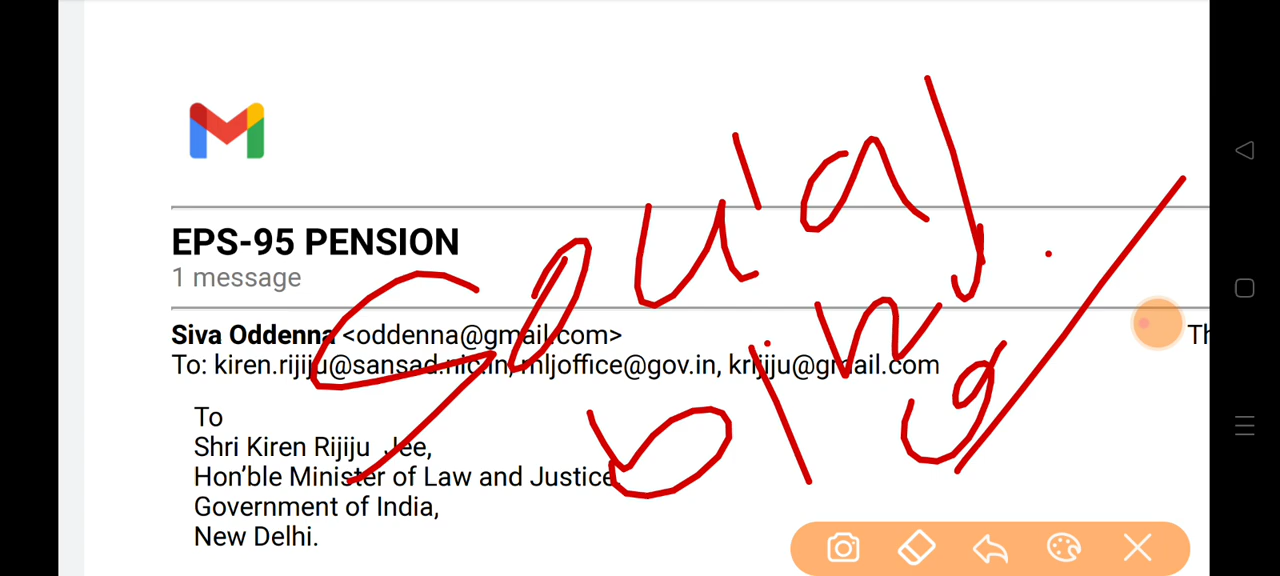 EPS-95 PENSION
1 message
Siva Oddenna <oddenna@gmail.com>
Th
To: kiren.rijiju@sansad.nic.in, mljoffice@gov.in, krijiju@gmail.com
To
Shri Kiren Rijiju Jee,
Hon’ble Minister of Law and Justice,
Government of India,
New Delhi.